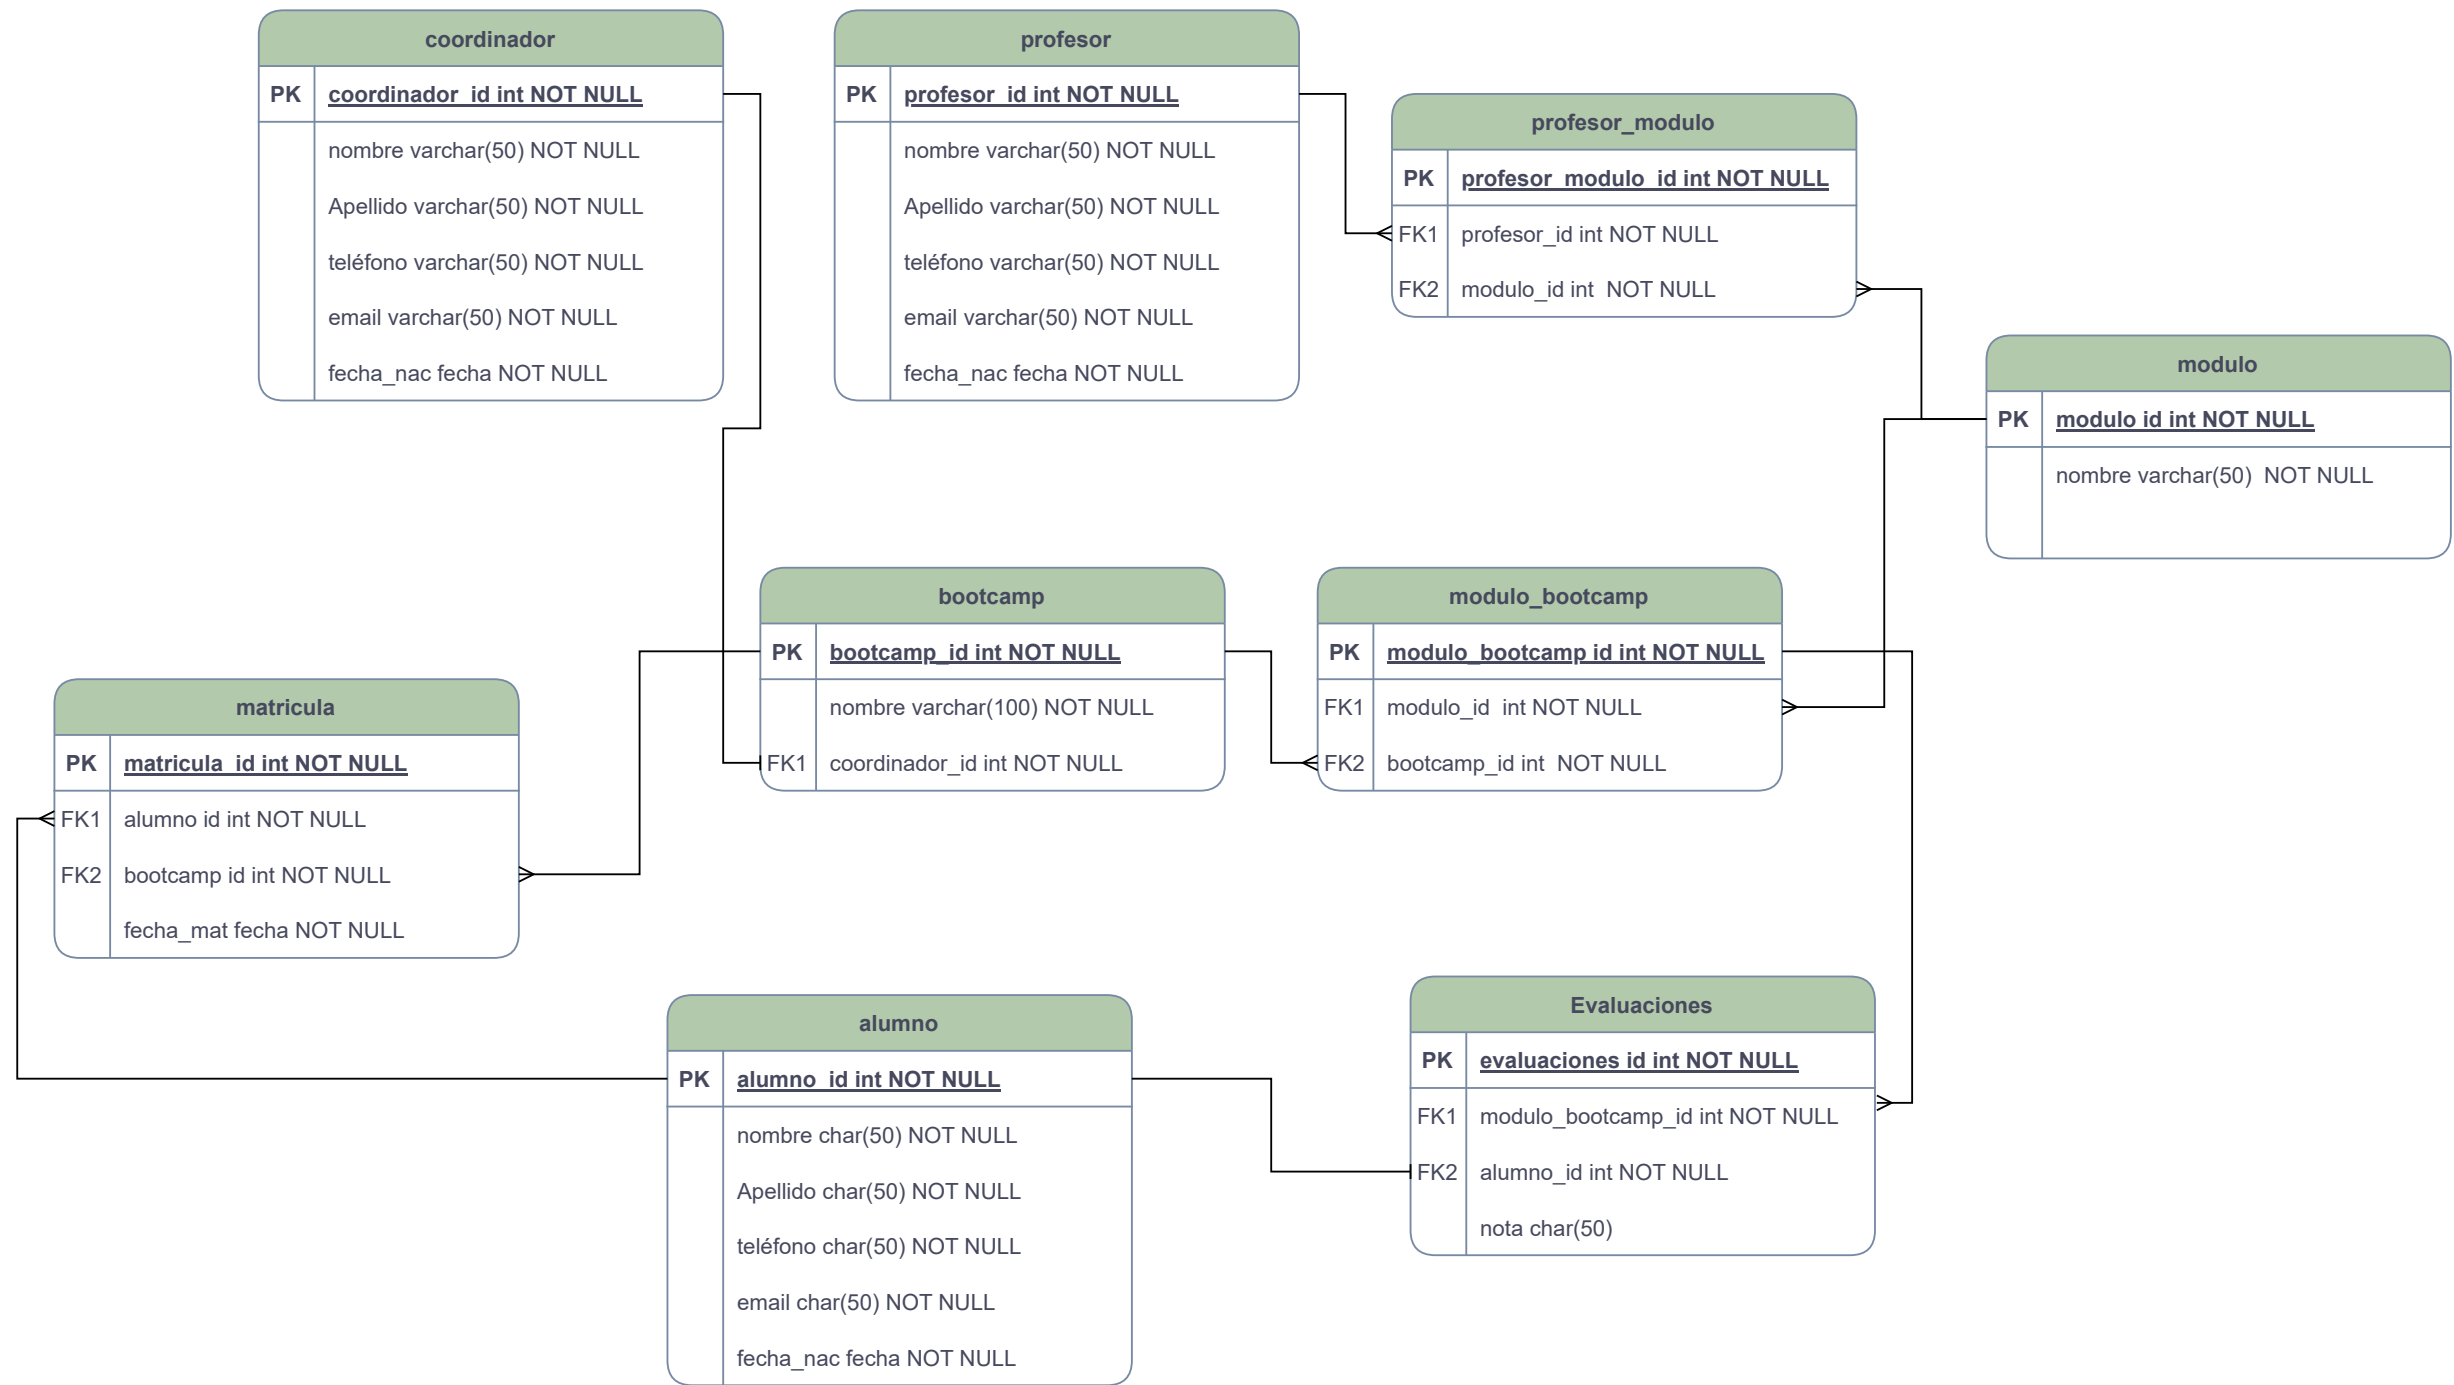 coordinador
PK coordinador_id int NOT NULL
nombre varchar(50) NOT NULL
Apellido varchar(50) NOT NULL
teléfono varchar(50) NOT NULL
email varchar(50) NOT NULL
fecha_nac fecha NOT NULL
profesor
PK profesor_id int NOT NULL
nombre varchar(50) NOT NULL
Apellido varchar(50) NOT NULL
teléfono varchar(50) NOT NULL
email varchar(50) NOT NULL
fecha_nac fecha NOT NULL
profesor_modulo
PK profesor_modulo_id int NOT NULL
FK1 profesor_id int NOT NULL
FK2 modulo_id int NOT NULL
modulo
PK modulo id int NOT NULL
nombre varchar(50) NOT NULL
bootcamp
PK bootcamp_id int NOT NULL
nombre varchar(100) NOT NULL
FK1 coordinador_id int NOT NULL
modulo_bootcamp
PK modulo_bootcamp id int NOT NULL
FK1 modulo_id int NOT NULL
FK2 bootcamp_id int NOT NULL
matricula
PK matricula_id int NOT NULL
FK1 alumno id int NOT NULL
FK2 bootcamp id int NOT NULL
fecha_mat fecha NOT NULL
alumno
PK alumno_id int NOT NULL
nombre char(50) NOT NULL
Apellido char(50) NOT NULL
teléfono char(50) NOT NULL
email char(50) NOT NULL
fecha_nac fecha NOT NULL
Evaluaciones
PK evaluaciones id int NOT NULL
FK1 modulo_bootcamp_id int NOT NULL
FK2 alumno_id int NOT NULL
nota char(50)